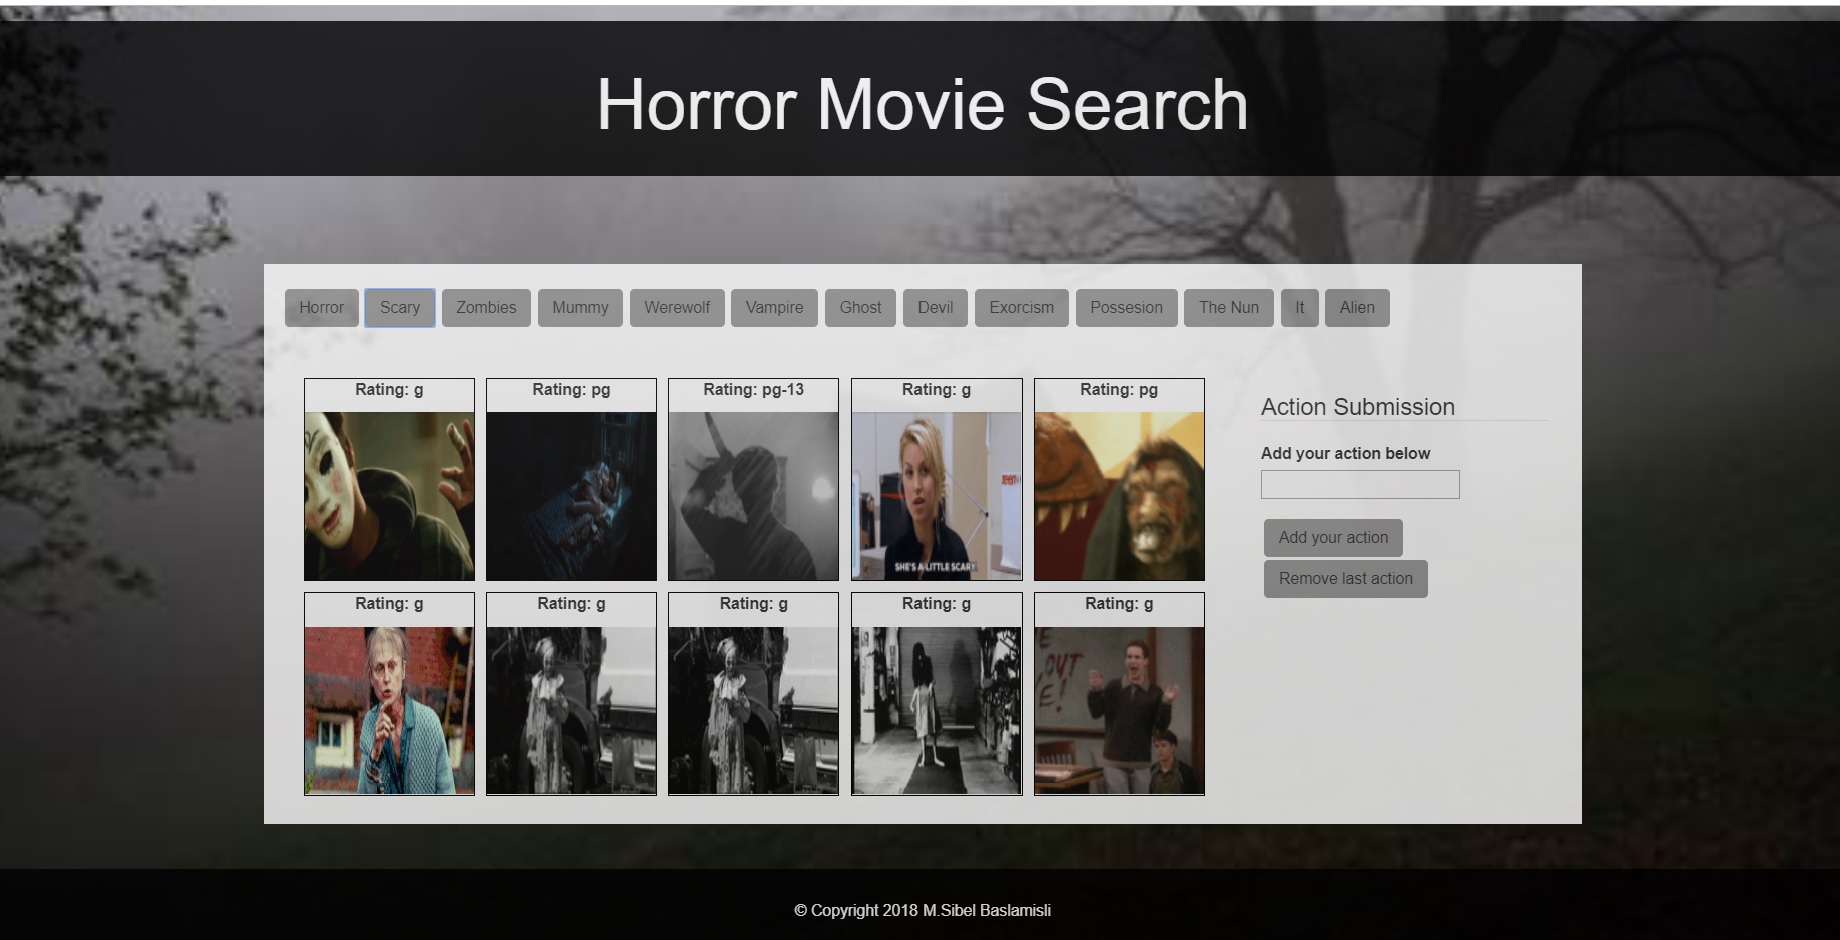 Horror Movie Search
Horror Scary Zombies Mummy Werewolf Vampire Ghost Devil Exorcism Possesion The Nun It Alien
Rating: g Rating: pg Rating: pg-13 Rating: g Rating: pg
SHE'S A LITTLE SCARY
Rating: g Rating: g Rating: g Rating: g Rating: g
OUT
Action Submission
Add your action below
Add your action
Remove last action
© Copyright 2018 M.Sibel Baslamisli